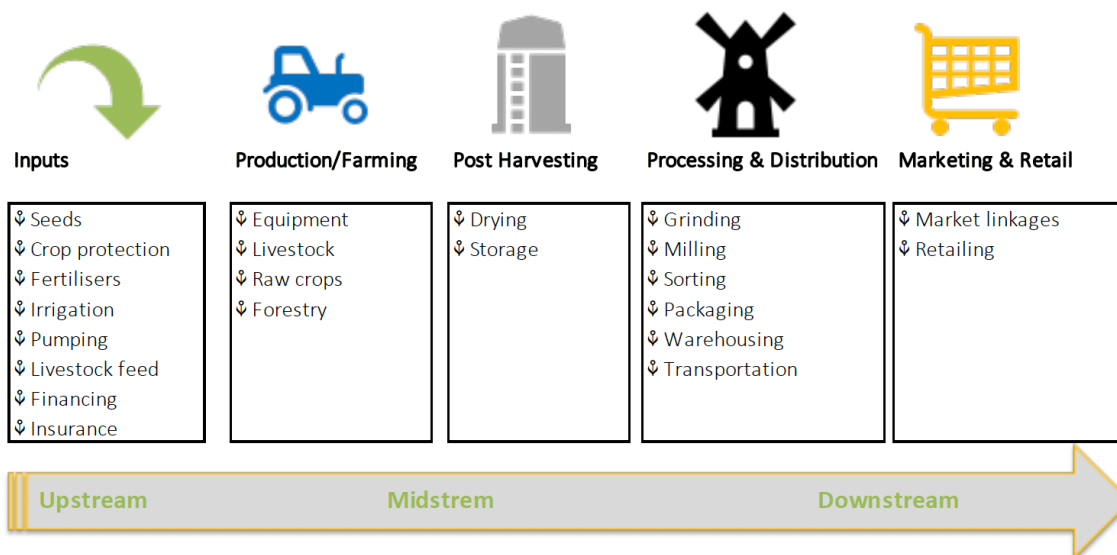 Inputs
Production/Farming
Post Harvesting
Processing & Distribution
Marketing & Retail
Seeds
Crop protection
Fertilisers
Irrigation
Pumping
Livestock feed
Financing
Insurance
Equipment
Livestock
Raw crops
Forestry
Drying
Storage
Grinding
Milling
Sorting
Packaging
Warehousing
Transportation
Market linkages
Retailing
Upstream
Midstrem
Downstream